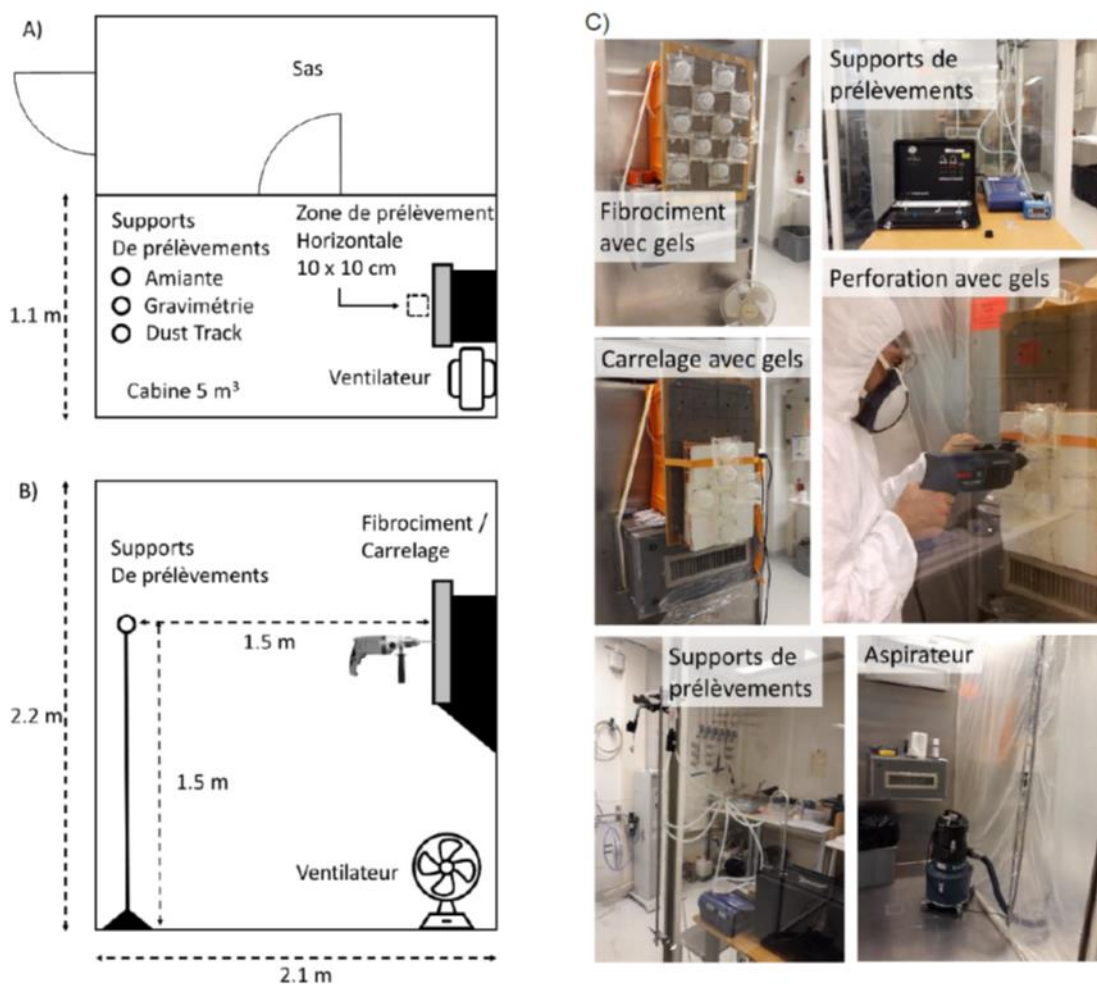 A)
Sas
Supports
De prélèvements
Amiante
Gravimétrie
Dust Track
Zone de prélèvement
Horizontale
10 x 10 cm
1.1 m
Ventilateur
Cabine 5 m³
B)
Fibrociment /
Carrelage
Supports
De prélèvements
1.5 m
2.2 m
1.5 m
Ventilateur
2.1 m
C)
Fibrociment
avec gels
Supports de
prélèvements
Perforation avec gels
Carrelage avec gels
Supports de
prélèvements
Aspirateur